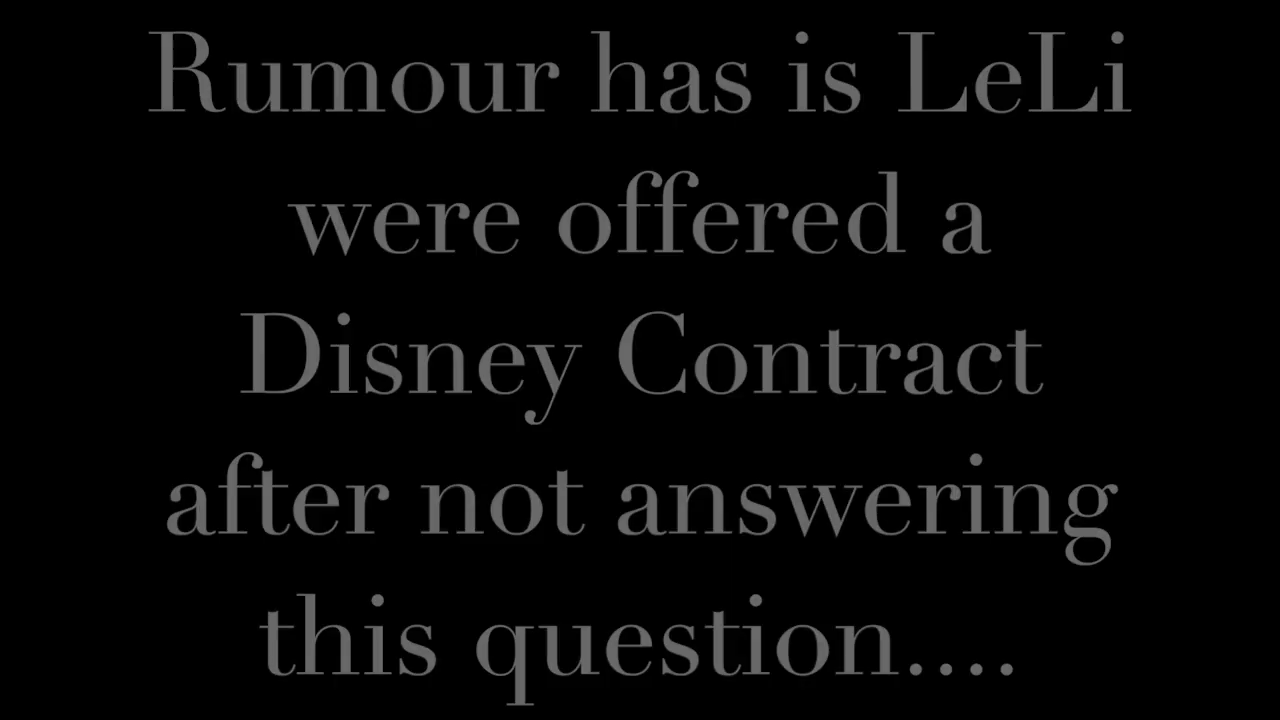 Rumour has is LeLi
were offered a
Disney Contract
after not answering
this question....